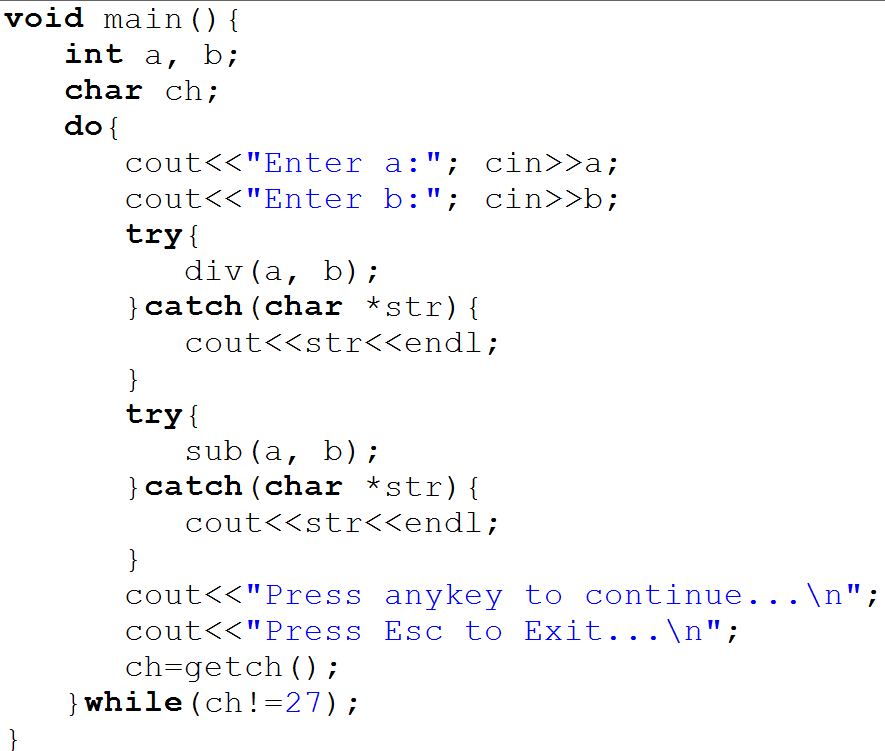 void main(){
   int a, b;
   char ch;
   do{
      cout<<"Enter a:"; cin>>a;
      cout<<"Enter b:"; cin>>b;
      try{
         div(a, b);
      }catch(char *str){
         cout<<str<<endl;
      }
      try{
         sub(a, b);
      }catch(char *str){
         cout<<str<<endl;
      }
      cout<<"Press anykey to continue...\n";
      cout<<"Press Esc to Exit...\n";
      ch=getch();
   }while(ch!=27);
}